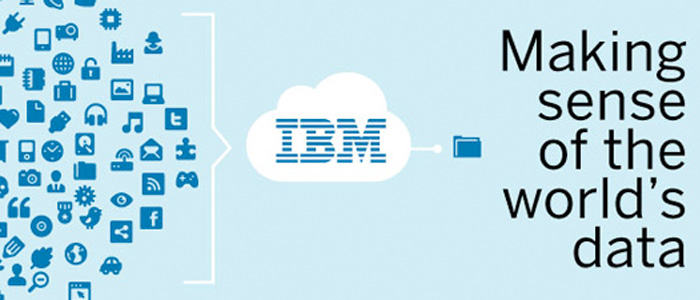 IBM
Making
sense
of the
world's
data